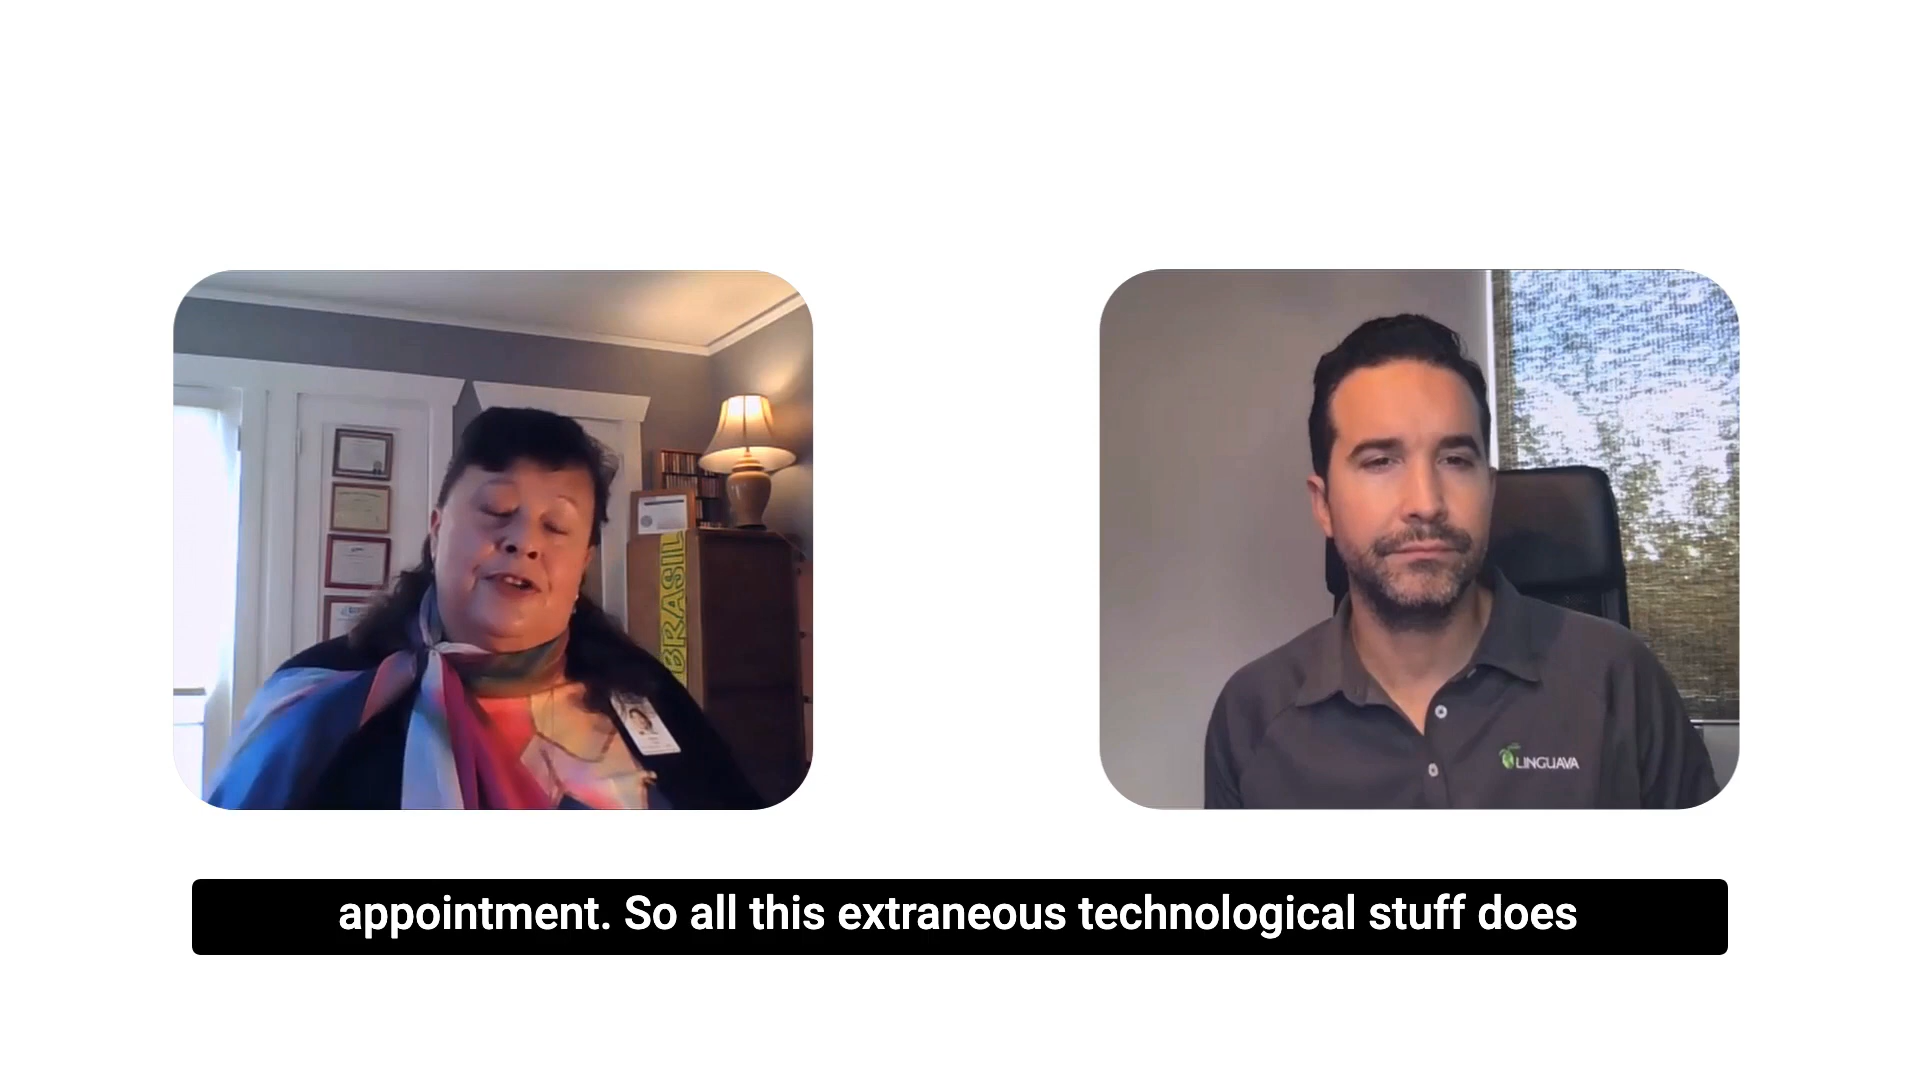 BRASIL
LINGUAVA
appointment. So all this extraneous technological stuff does